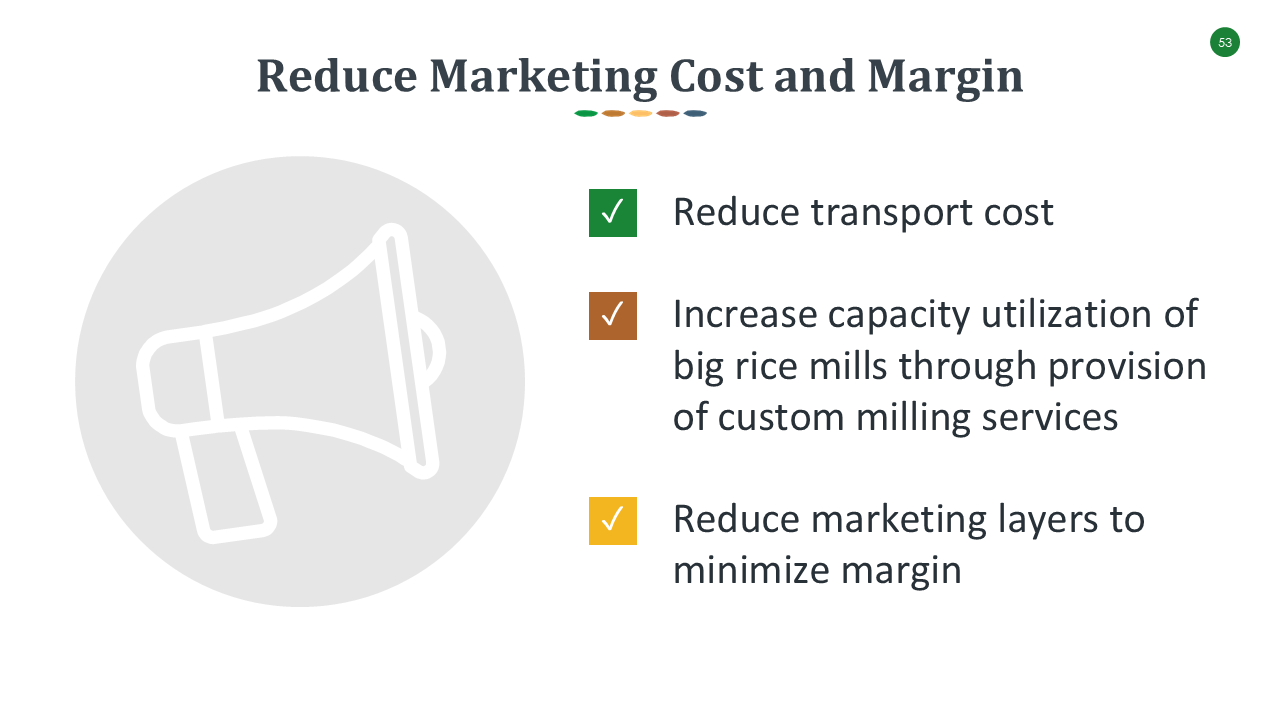 53
Reduce Marketing Cost and Margin
✓ Reduce transport cost
✓ Increase capacity utilization of
big rice mills through provision
of custom milling services
✓ Reduce marketing layers to
minimize margin